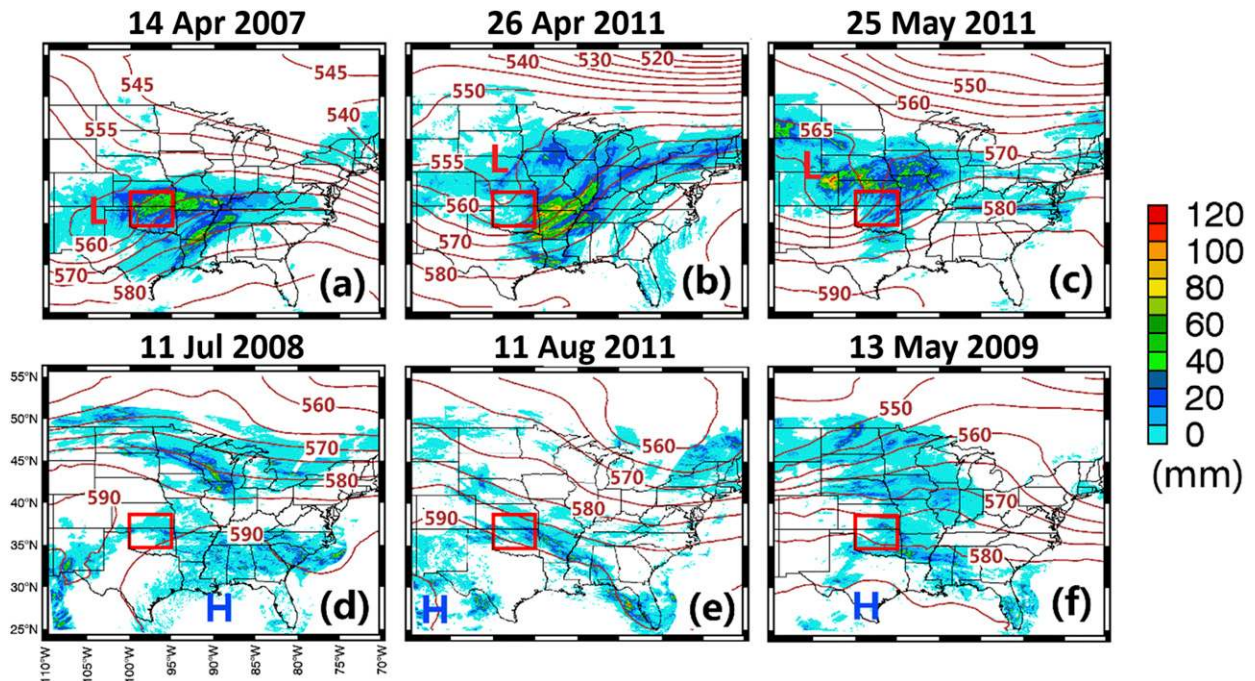 14 Apr 2007 26 Apr 2011 25 May 2011
545 545 540 555 560 570 580 L (a)
540 530 520 550 555 560 570 580 L (b)
550 560 565 570 580 590 L (c)
11 Jul 2008 11 Aug 2011 13 May 2009
55°N
50°N
45°N
40°N
35°N
30°N
25°N
110°W 105°W 100°W 95°W 90°W 85°W 80°W 75°W 70°W
560 570 580 590 590 H (d)
560 570 580 590 H (e)
550 560 570 580 H (f)
120
100
80
60
40
20
0
(mm)